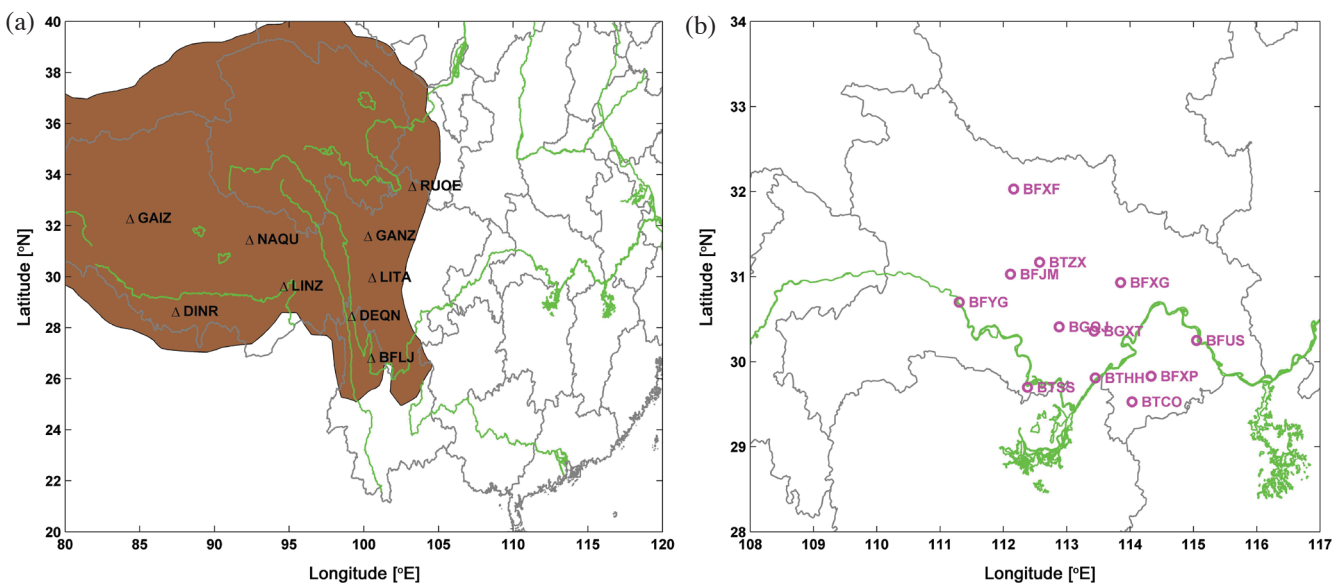 (a)
40
38
36
34
32
30
28
26
24
22
20
Latitude [°N]
RUOE
GAIZ
NAQU
GANZ
LITA
LINZ
DINR
DEQN
BFLJ
80 85 90 95 100 105 110 115 120
Longitude [°E]
(b)
34
33
32
31
30
29
28
Latitude [°N]
BFXF
BTZX
BFJM
BFXG
BFYG
BGXT
BFUS
BTHH
BFXP
BTSS
BTCO
108 109 110 111 112 113 114 115 116 117
Longitude [°E]